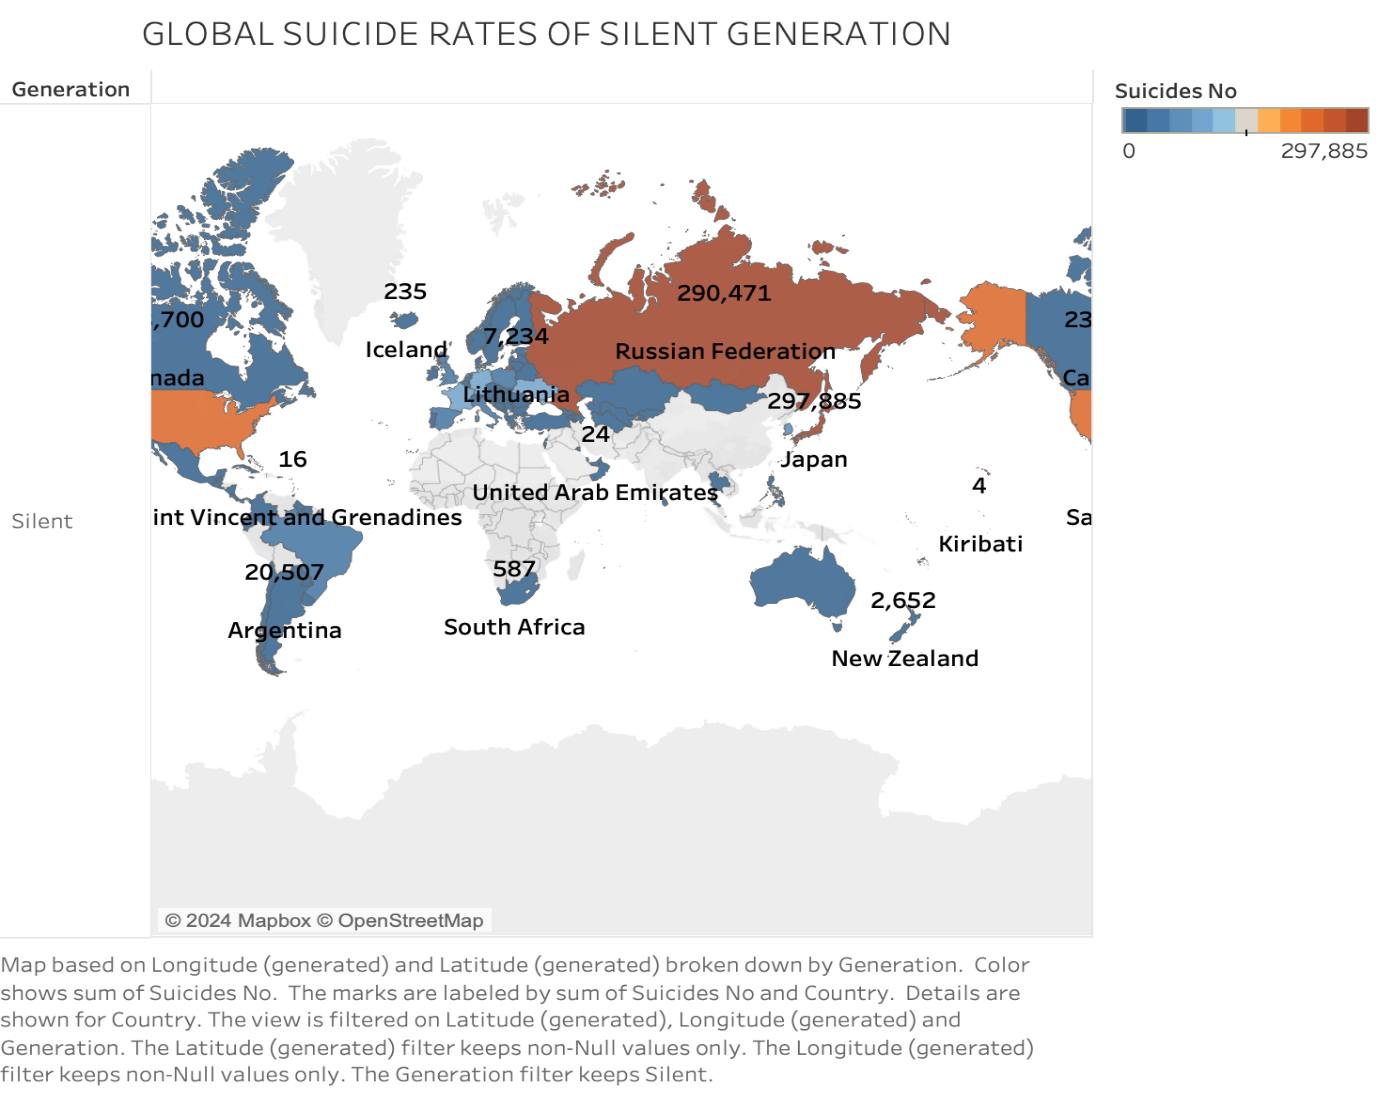 GLOBAL SUICIDE RATES OF SILENT GENERATION
Generation
Suicides No
0
297,885
235
Iceland
7,234
Lithuania
290,471
Russian Federation
,700
nada
23
Ca
297,885
Japan
24
United Arab Emirates
16
int Vincent and Grenadines
4
Kiribati
Sa
Silent
20,507
Argentina
587
South Africa
2,652
New Zealand
© 2024 Mapbox © OpenStreetMap
Map based on Longitude (generated) and Latitude (generated) broken down by Generation.  Color
shows sum of Suicides No.  The marks are labeled by sum of Suicides No and Country.  Details are
shown for Country. The view is filtered on Latitude (generated), Longitude (generated) and
Generation. The Latitude (generated) filter keeps non-Null values only. The Longitude (generated)
filter keeps non-Null values only. The Generation filter keeps Silent.